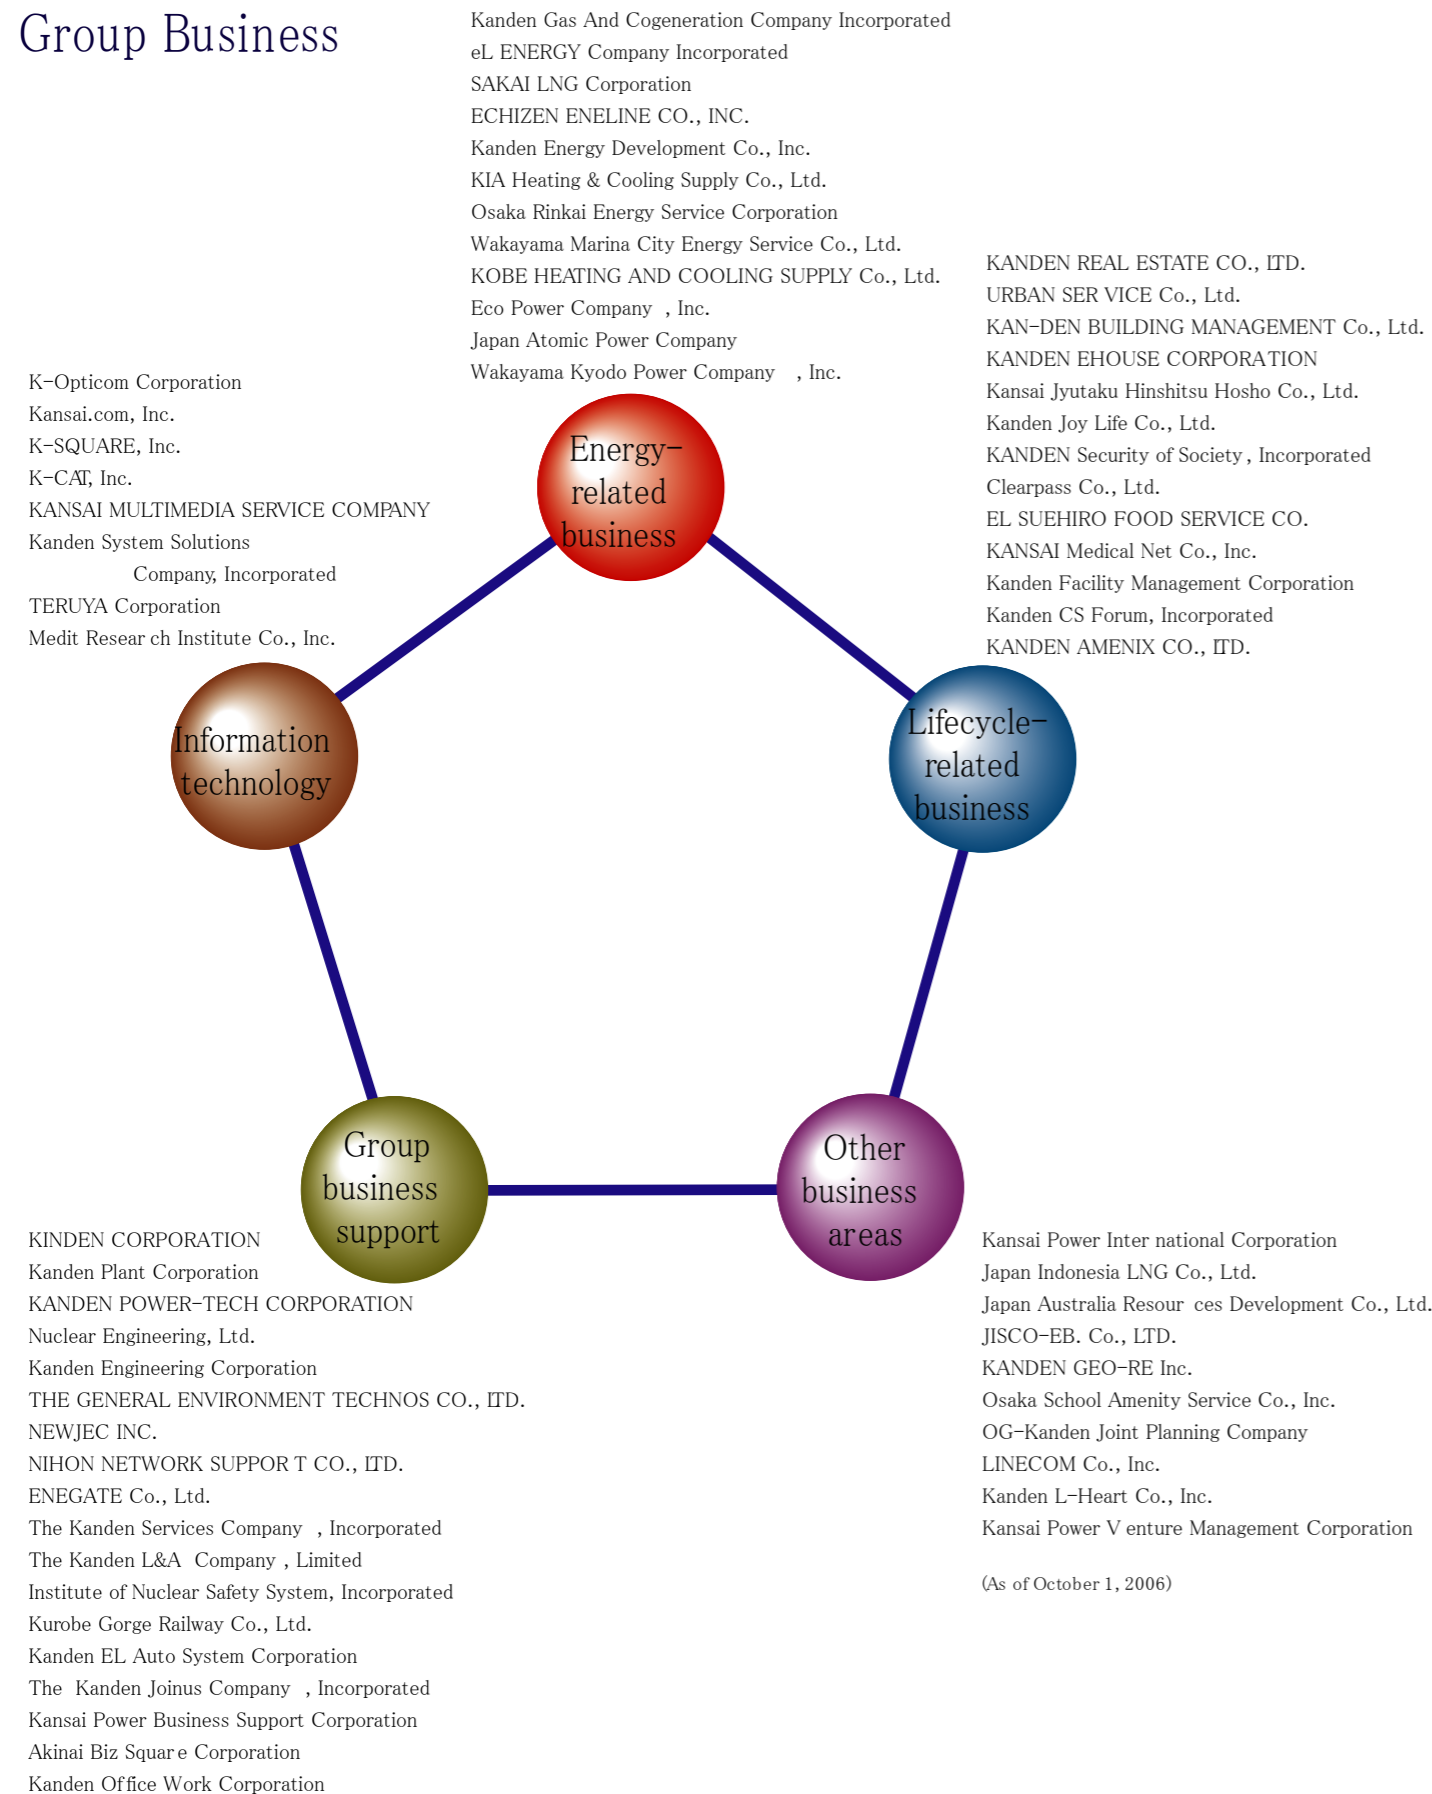 Group Business
Kanden Gas And Cogeneration Company Incorporated
eL ENERGY Company Incorporated
SAKAI LNG Corporation
ECHIZEN ENELINE CO., INC.
Kanden Energy Development Co., Inc.
KIA Heating & Cooling Supply Co., Ltd.
Osaka Rinkai Energy Service Corporation
Wakayama Marina City Energy Service Co., Ltd.
KOBE HEATING AND COOLING SUPPLY Co., Ltd.
Eco Power Company , Inc.
Japan Atomic Power Company
Wakayama Kyodo Power Company , Inc.
Energy-
related
business
KANDEN REAL ESTATE CO., LTD.
URBAN SER VICE Co., Ltd.
KAN-DEN BUILDING MANAGEMENT Co., Ltd.
KANDEN EHOUSE CORPORATION
Kansai Jyutaku Hinshitsu Hosho Co., Ltd.
Kanden Joy Life Co., Ltd.
KANDEN Security of Society , Incorporated
Clearpass Co., Ltd.
EL SUEHIRO FOOD SERVICE CO.
KANSAI Medical Net Co., Inc.
Kanden Facility Management Corporation
Kanden CS Forum, Incorporated
KANDEN AMENIX CO., LTD.
Lifecycle-
related
business
K-Opticom Corporation
Kansai.com, Inc.
K-SQUARE, Inc.
K-CAT, Inc.
KANSAI MULTIMEDIA SERVICE COMPANY
Kanden System Solutions
Company, Incorporated
TERUYA Corporation
Medit Resear ch Institute Co., Inc.
Information
technology
Group
business
support
KINDEN CORPORATION
Kanden Plant Corporation
KANDEN POWER-TECH CORPORATION
Nuclear Engineering, Ltd.
Kanden Engineering Corporation
THE GENERAL ENVIRONMENT TECHNOS CO., LTD.
NEWJEC INC.
NIHON NETWORK SUPPOR T CO., LTD.
ENEGATE Co., Ltd.
The Kanden Services Company , Incorporated
The Kanden L&A Company , Limited
Institute of Nuclear Safety System, Incorporated
Kurobe Gorge Railway Co., Ltd.
Kanden EL Auto System Corporation
The Kanden Joinus Company , Incorporated
Kansai Power Business Support Corporation
Akinai Biz Squar e Corporation
Kanden Office Work Corporation
Other
business
areas
Kansai Power Inter national Corporation
Japan Indonesia LNG Co., Ltd.
Japan Australia Resour ces Development Co., Ltd.
JISCO-EB. Co., LTD.
KANDEN GEO-RE Inc.
Osaka School Amenity Service Co., Inc.
OG-Kanden Joint Planning Company
LINECOM Co., Inc.
Kanden L-Heart Co., Inc.
Kansai Power V enture Management Corporation
(As of October 1, 2006)